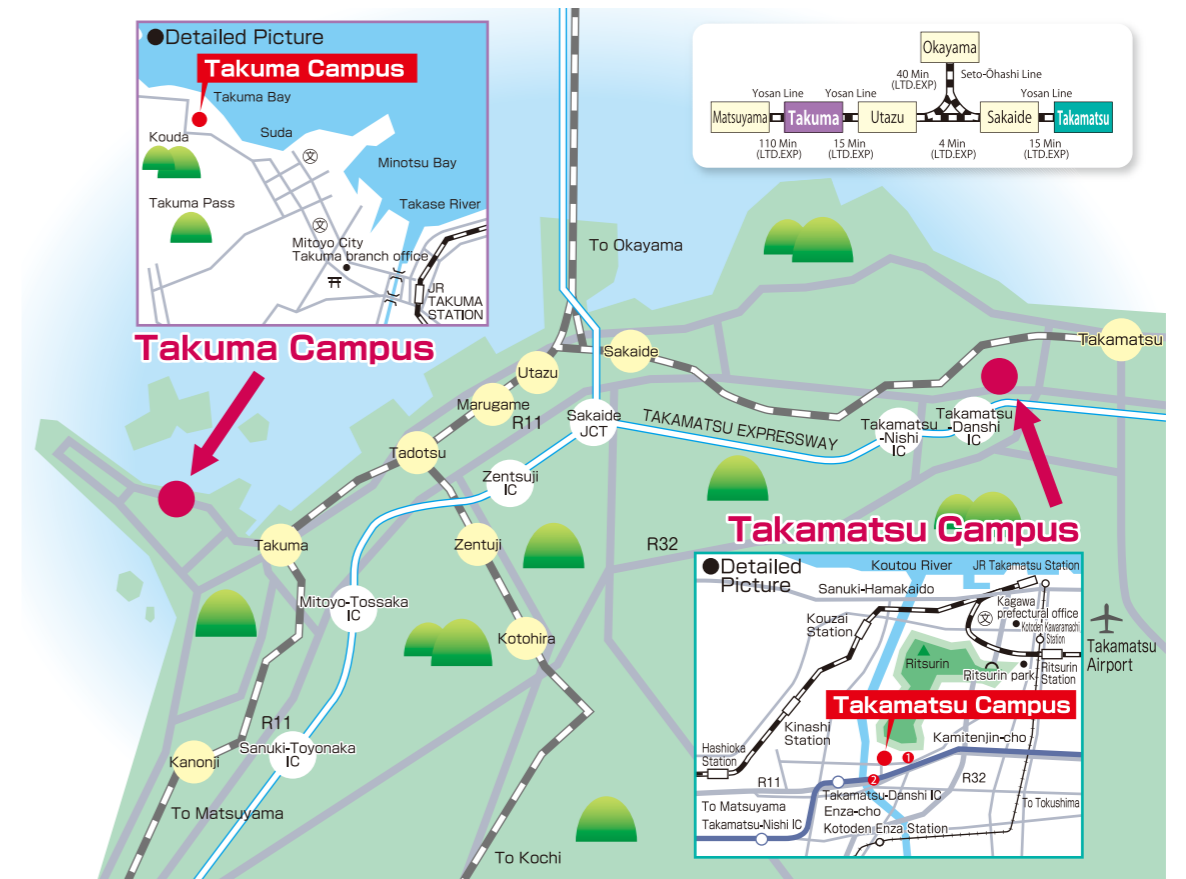 ●Detailed Picture
Takuma Campus
Takuma Bay
Suda
Kouda
文
Minotsu Bay
Takuma Pass
Takase River
文
Mitoyo City
Takuma branch office
JR
TAKUMA
STATION
Takuma Campus
Okayama
40 Min
(LTD.EXP)
Seto-Ōhashi Line
Yosan Line
Yosan Line
Yosan Line
Matsuyama
Takuma
Utazu
Sakaide
Takamatsu
110 Min
(LTD.EXP)
15 Min
(LTD.EXP)
4 Min
(LTD.EXP)
15 Min
(LTD.EXP)
To Okayama
Takamatsu
Sakaide
Utazu
Marugame
R11
Sakaide
JCT
TAKAMATSU EXPRESSWAY
Takamatsu
-Nishi
IC
Takamatsu
-Danshi
IC
Tadotsu
Zentsuji
IC
Takuma
Zentuji
R32
Mitoyo-Tossaka
IC
Kotohira
R11
Sanuki-Toyonaka
IC
Kanonji
To Matsuyama
To Kochi
Takamatsu Campus
●Detailed
Picture
Koutou River
JR Takamatsu Station
Sanuki-Hamakaido
Kagawa
prefectural office
文
Kotoden Kawaramachi
Station
Kouzai
Station
Ritsurin
Ritsurin park
Ritsurin
Station
Takamatsu
Airport
Takamatsu Campus
Kinashi
Station
Kamitenjin-cho
Hashioka
Station
1
2
R11
R32
Takamatsu-Danshi IC
To Matsuyama
Enza-cho
To Tokushima
Takamatsu-Nishi IC
Kotoden Enza Station